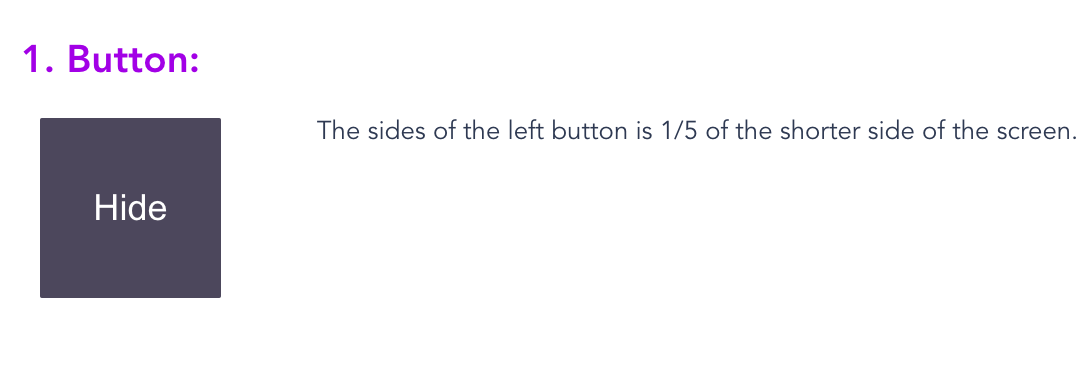 1. Button:
The sides of the left button is 1/5 of the shorter side of the screen.
Hide